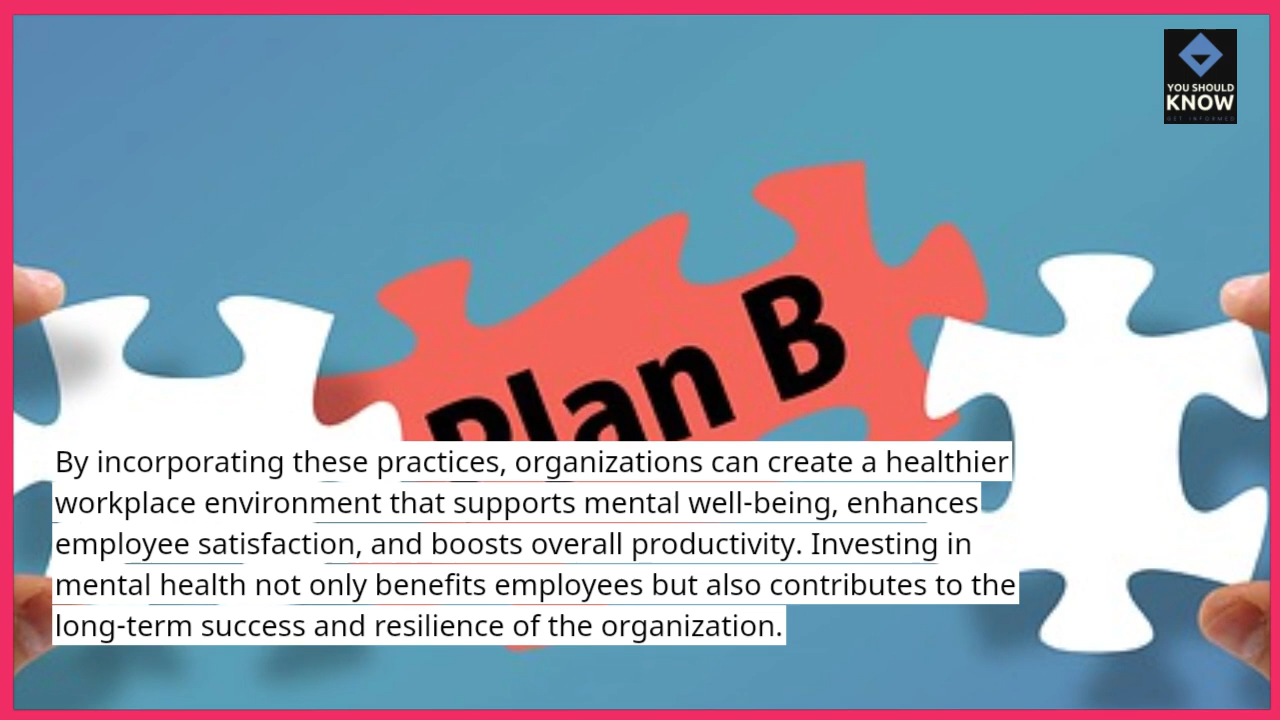 YOU SHOULD
KNOW
GET INFORMED
Plan B
By incorporating these practices, organizations can create a healthier
workplace environment that supports mental well-being, enhances
employee satisfaction, and boosts overall productivity. Investing in
mental health not only benefits employees but also contributes to the
long-term success and resilience of the organization.